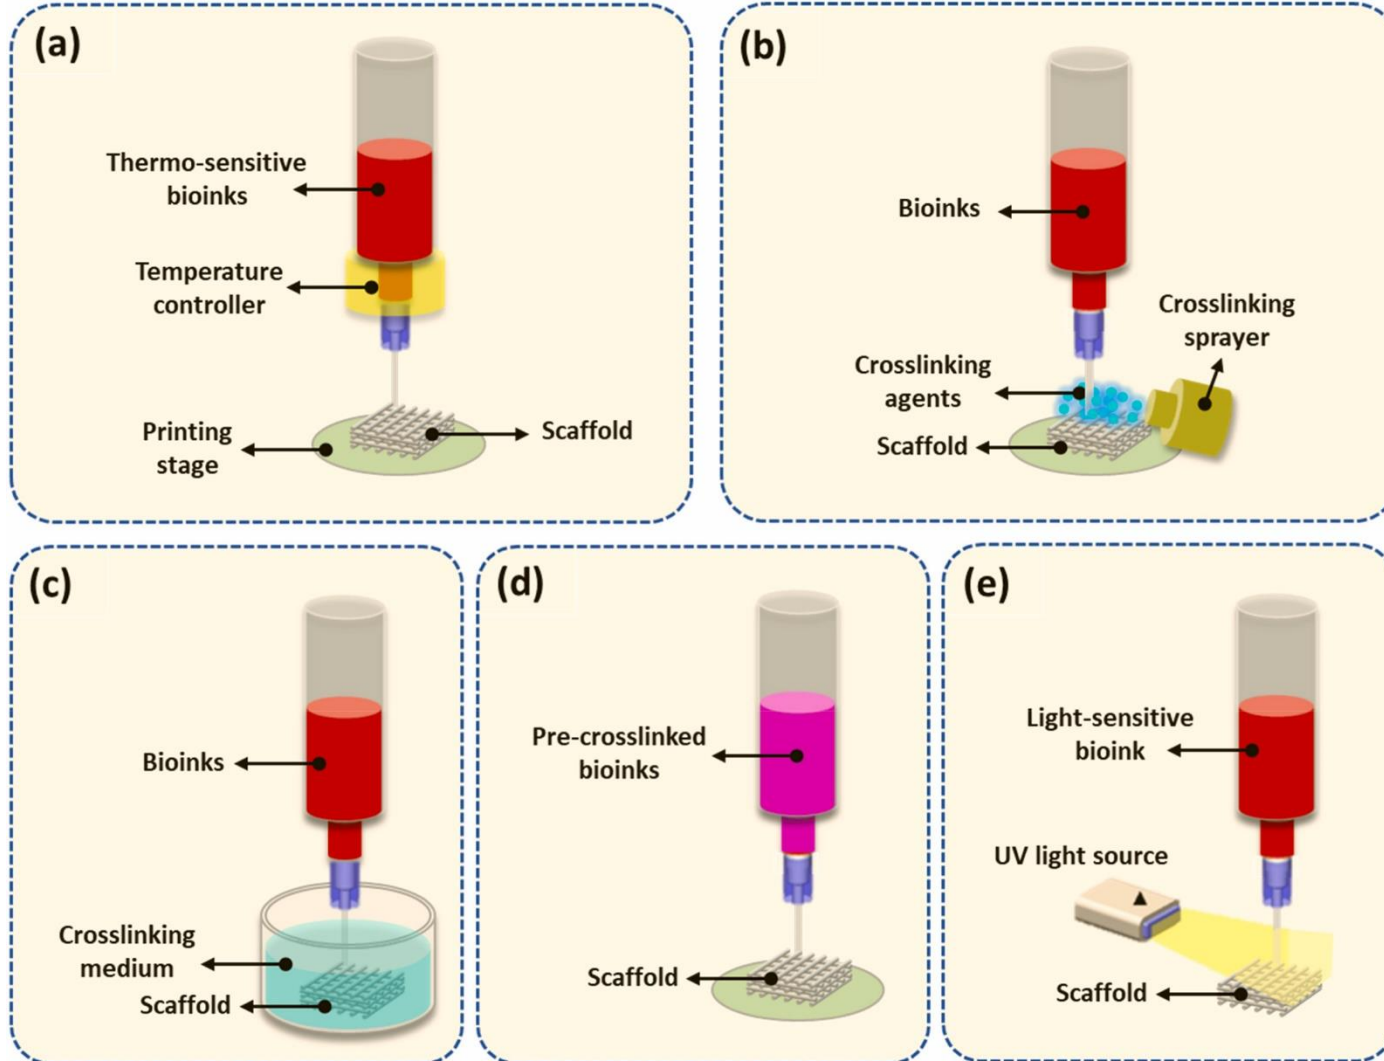 (a)
Thermo-sensitive
bioinks
Temperature
controller
Printing
stage
Scaffold
(b)
Bioinks
Crosslinking
sprayer
Crosslinking
agents
Scaffold
(c)
Bioinks
Crosslinking
medium
Scaffold
(d)
Pre-crosslinked
bioinks
Scaffold
(e)
Light-sensitive
bioink
UV light source
Scaffold